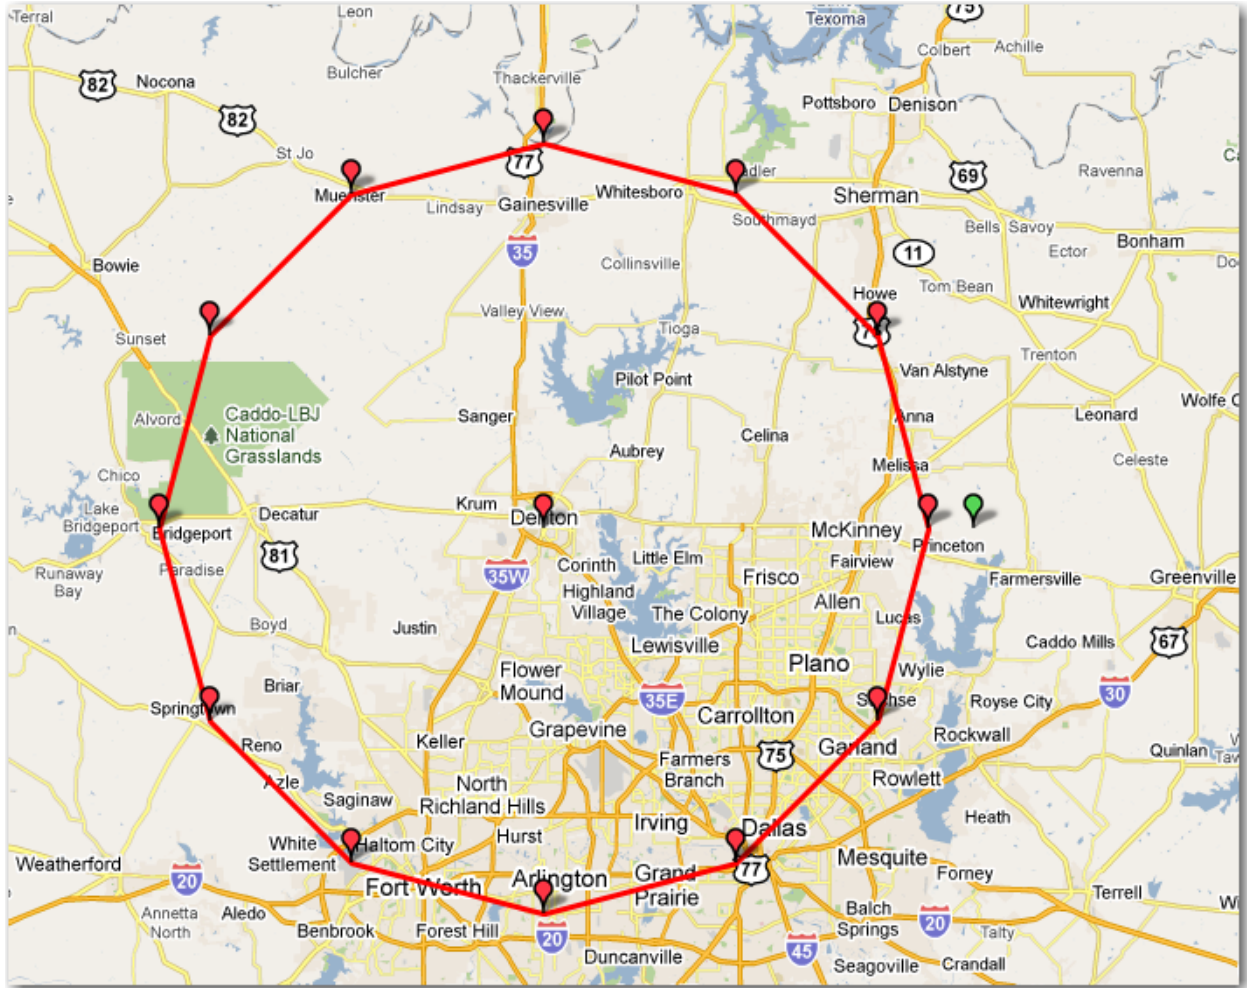 Terral
Leon
Texoma
75
Colbert
Achille
Bulcher
Thackerville
82
Nocona
Pottsboro
Denison
82
St Jo
77
Ravenna
69
Muenster
Lindsay
Gainesville
Whitesboro
adler
Sherman
Southmayd
Bells
Savoy
Bonham
35
11
Ector
Bowie
Collinsville
Tom Bean
Howe
Whitewright
Valley View
Tioga
Sunset
Trenton
Van Alstyne
Pilot Point
Alvord
Caddo-LBJ
National
Grasslands
Sanger
Anna
Leonard
Wolfe C
Celina
Aubrey
Melissa
Celeste
Chico
Lake
Bridgeport
Bridgeport
Decatur
Krum
Denton
McKinney
Princeton
81
Paradise
Runaway
Bay
35W
Corinth
Little Elm
Fairview
Frisco
Farmersville
Greenville
Highland
Village
Allen
The Colony
Lucas
Boyd
Justin
Lewisville
Caddo Mills
67
Plano
Wylie
Flower
Mound
Briar
35E
30
Springtown
Carrollton
Sachse
Royse City
Reno
Keller
Grapevine
75
Garland
Rockwall
Quinlan
Farmers
Branch
Azle
North
Richland Hills
Rowlett
Saginaw
Irving
Dallas
Heath
Hurst
White
Settlement
Haltom City
Weatherford
20
Fort Worth
Arlington
Grand
Prairie
77
Mesquite
Forney
Terrell
Annetta
North
Aledo
Benbrook
Forest Hill
20
Balch
Springs
20
Talty
Duncanville
45
Seagoville
Crandall